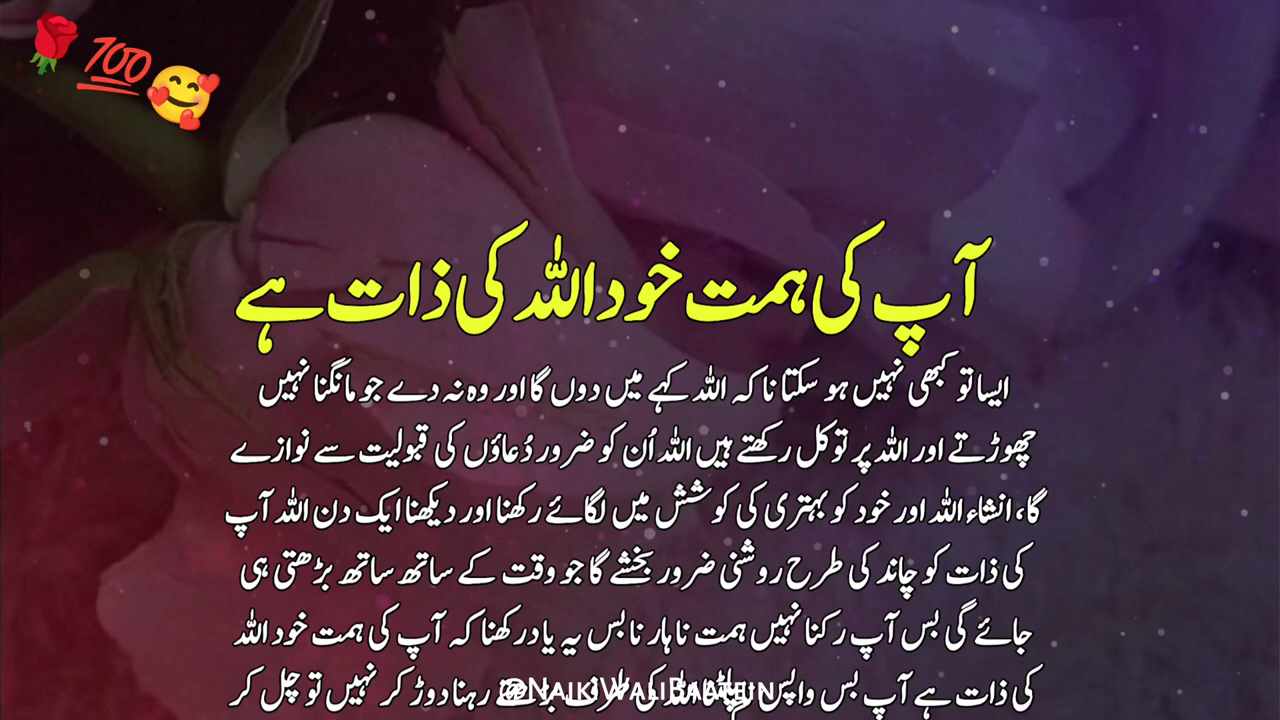 آپ کی ہمت خود اللہ کی ذات ہے
ایسا تو کبھی نہیں ہو سکتا نا کہ اللہ کہے میں دوں گا اور وہ نہ دے جو مانگنا نہیں
چھوڑتے اور اللہ پر توکل رکھتے ہیں اللہ اُن کو ضرور دُعاؤں کی قبولیت سے نوازے
گا، انشاء اللہ اور خود کو بہتری کی کوشش میں لگائے رکھنا اور دیکھنا ایک دن اللہ آپ
کی ذات کو چاند کی طرح روشنی ضرور بخشے گا جو وقت کے ساتھ ساتھ بڑھتی ہی
جائے گی بس آپ رکنا نہیں ہمت نا ہارنا بس یہ یاد رکھنا کہ آپ کی ہمت خود اللہ
کی ذات ہے آپ بس واپس اللہ کی رہنا دوڑ کر نہیں تو چل کر
@NaikiWaliBaatein